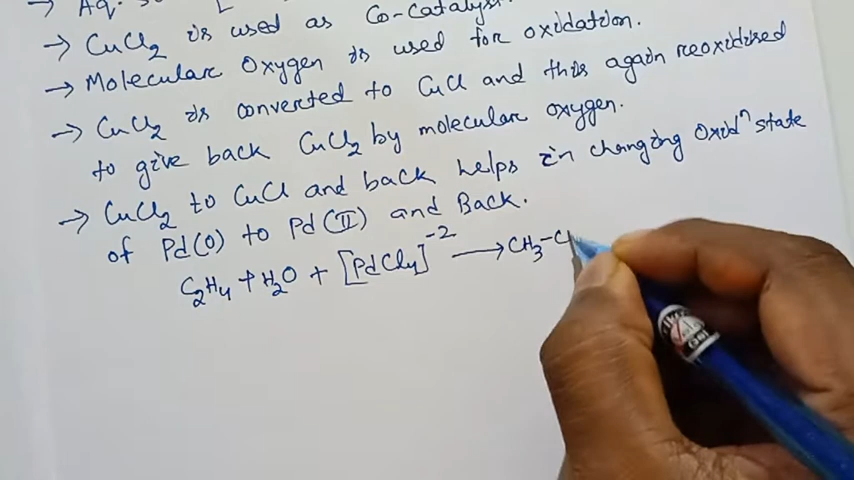 → Aq.
→ CuCl2 is used as Co-Catalyst.
→ Molecular Oxygen is used for oxidation.
→ CuCl2 is converted to CuCl and this again reoxidised
to give back CuCl2 by molecular oxygen.
→ CuCl2 to CuCl and back helps in changing Oxidⁿ state
of Pd(0) to Pd(II) and Back.
C2H4 + H2O + [PdCl4]⁻² → CH3-C